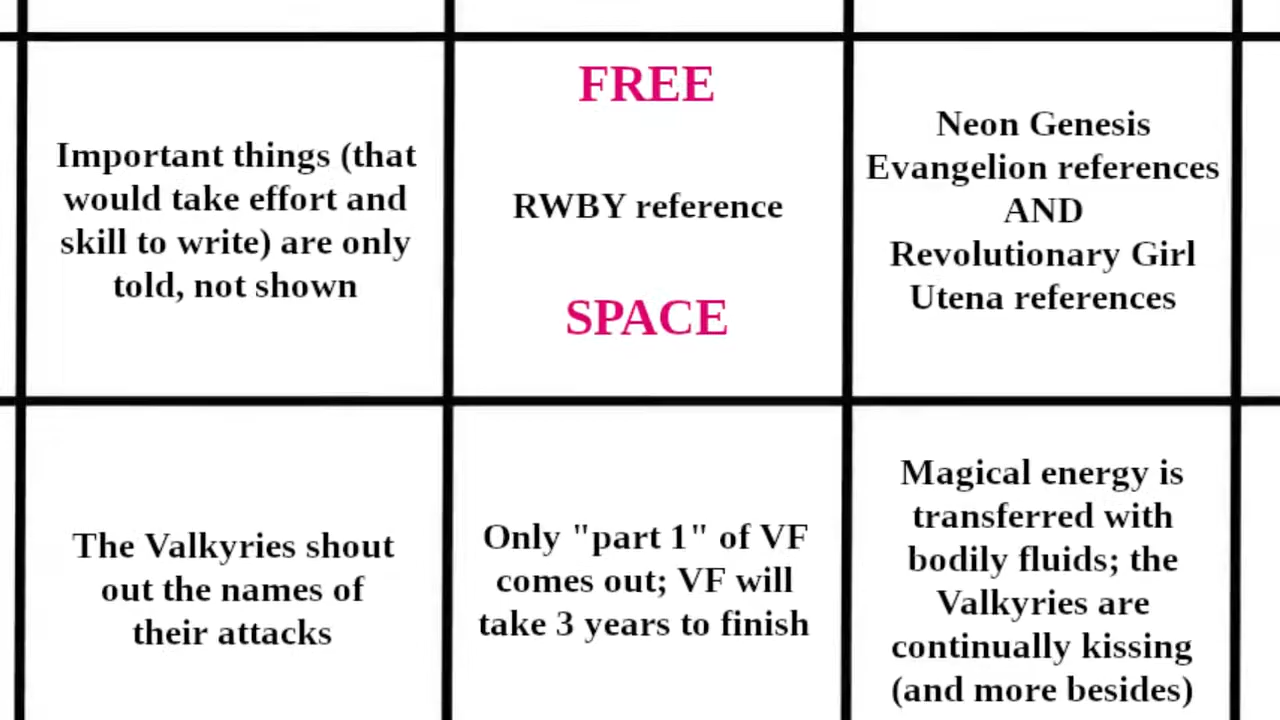 Important things (that
would take effort and
skill to write) are only
told, not shown
FREE
RWBY reference
SPACE
Neon Genesis
Evangelion references
AND
Revolutionary Girl
Utena references
The Valkyries shout
out the names of
their attacks
Only "part 1" of VF
comes out; VF will
take 3 years to finish
Magical energy is
transferred with
bodily fluids; the
Valkyries are
continually kissing
(and more besides)